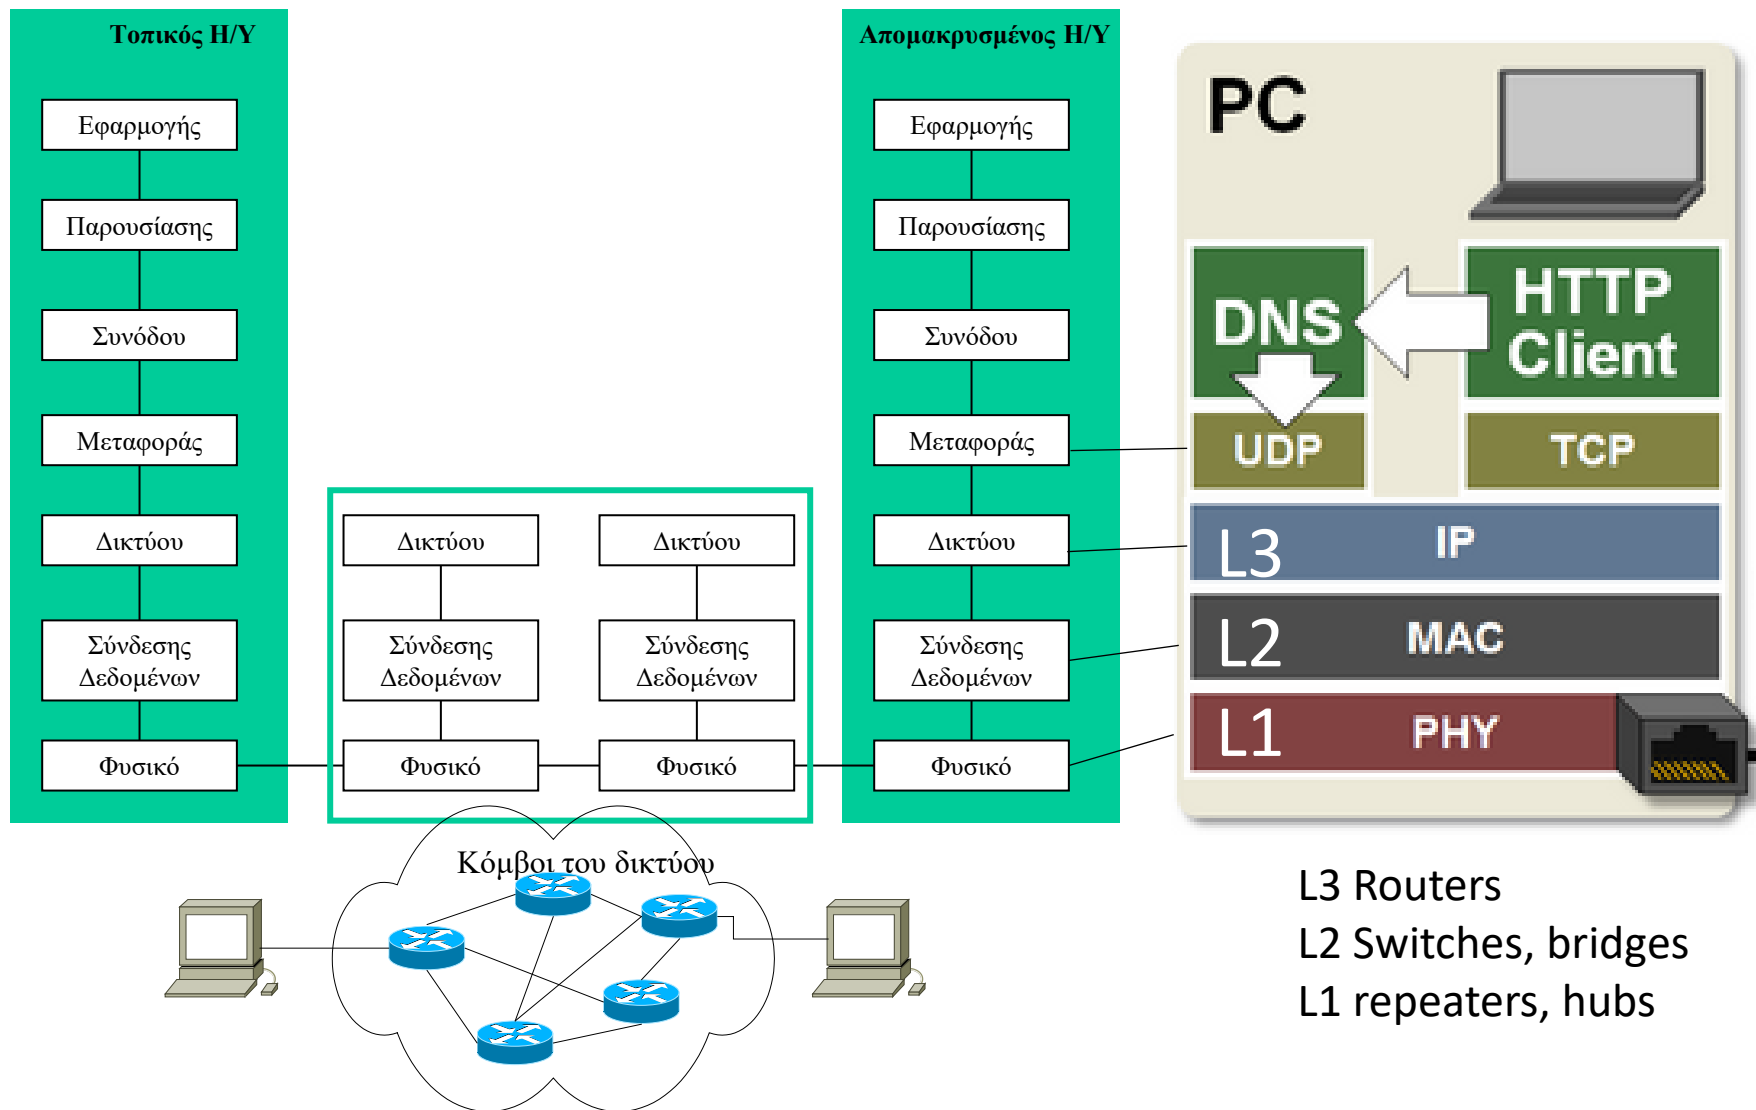 Τοπικός Η/Υ
Εφαρμογής
Παρουσίασης
Συνόδου
Μεταφοράς
Δικτύου
Σύνδεσης
Δεδομένων
Φυσικό
Δικτύου
Σύνδεσης
Δεδομένων
Φυσικό
Δικτύου
Σύνδεσης
Δεδομένων
Φυσικό
Κόμβοι του δικτύου
Απομακρυσμένος Η/Υ
Εφαρμογής
Παρουσίασης
Συνόδου
Μεταφοράς
Δικτύου
Σύνδεσης
Δεδομένων
Φυσικό
PC
DNS
HTTP
Client
UDP
TCP
L3 IP
L2 MAC
L1 PHY
L3 Routers
L2 Switches, bridges
L1 repeaters, hubs